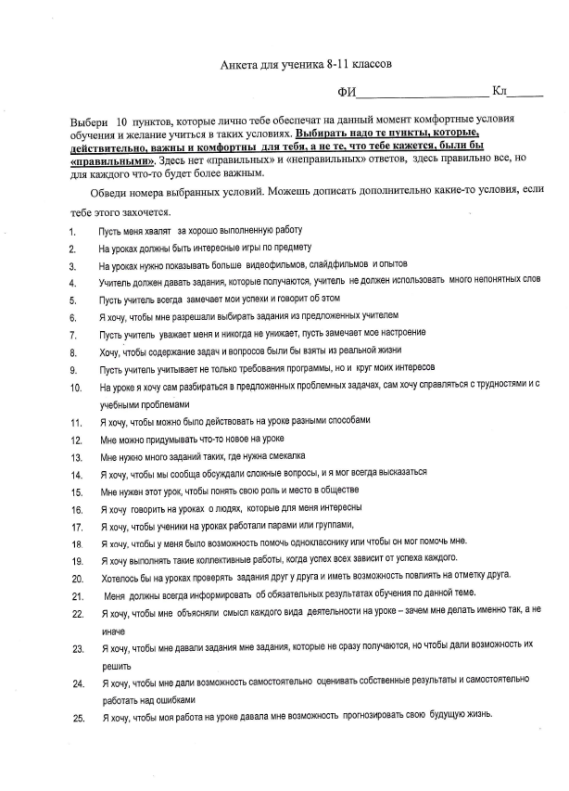 Анкета для ученика 8-11 классов
ФИ______________________ Кл______
Выбери 10 пунктов, которые лично тебе обеспечат на данный момент комфортные условия
обучения и желание учиться в таких условиях. Выбирать надо те пункты, которые,
действительно, важны и комфортны для тебя, а не те, что тебе кажется, были бы
«правильными». Здесь нет «правильных» и «неправильных» ответов, здесь правильно все, но
для каждого что-то будет более важным.
Обведи номера выбранных условий. Можешь дописать дополнительно какие-то условия, если
тебе этого захочется.
1. Пусть меня хвалят за хорошо выполненную работу
2. На уроках должны быть интересные игры по предмету
3. На уроках нужно показывать больше видеофильмов, слайдфильмов и опытов
4. Учитель должен давать задания, которые получаются, учитель не должен использовать много непонятных слов
5. Пусть учитель всегда замечает мои успехи и говорит об этом
6. Я хочу, чтобы мне разрешали выбирать задания из предложенных учителем
7. Пусть учитель уважает меня и никогда не унижает, пусть замечает мое настроение
8. Хочу, чтобы содержание задач и вопросов были бы взяты из реальной жизни
9. Пусть учитель учитывает не только требования программы, но и круг моих интересов
10. На уроке я хочу сам разбираться в предложенных проблемных задачах, сам хочу справляться с трудностями и с
учебными проблемами
11. Я хочу, чтобы можно было действовать на уроке разными способами
12. Мне можно придумывать что-то новое на уроке
13. Мне нужно много заданий таких, где нужна смекалка
14. Я хочу, чтобы мы сообща обсуждали сложные вопросы, и я мог всегда высказаться
15. Мне нужен этот урок, чтобы понять свою роль и место в обществе
16. Я хочу говорить на уроках о людях, которые для меня интересны
17. Я хочу, чтобы ученики на уроках работали парами или группами,
18. Я хочу, чтобы у меня было возможность помочь однокласснику или чтобы он мог помочь мне.
19. Я хочу выполнять такие коллективные работы, когда успех всех зависит от успеха каждого.
20. Хотелось бы на уроках проверять задания друг у друга и иметь возможность повлиять на отметку друга.
21. Меня должны всегда информировать об обязательных результатах обучения по данной теме.
22. Я хочу, чтобы мне объясняли смысл каждого вида деятельности на уроке – зачем мне делать именно так, а не
иначе
23. Я хочу, чтобы мне давали задания мне задания, которые не сразу получаются, но чтобы дали возможность их
решить
24. Я хочу, чтобы мне дали возможность самостоятельно оценивать собственные результаты и самостоятельно
работать над ошибками
25. Я хочу, чтобы моя работа на уроке давала мне возможность прогнозировать свою будущую жизнь.